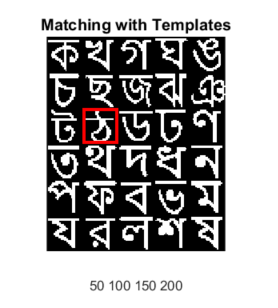 Matching with Templates
ক খ গ ঘ ঙ
চ ছ জ ঝ ঞ
ট ঠ ড ঢ ণ
ত থ দ ধ ন
প ফ ব ভ ম
য র ল শ ষ
50 100 150 200